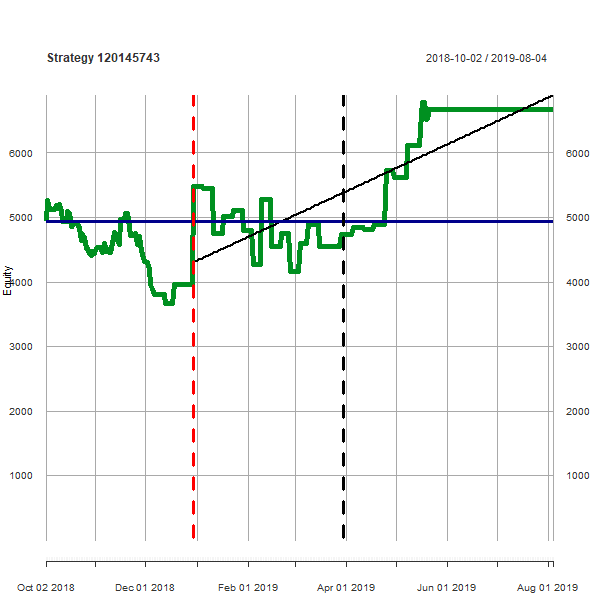 Strategy 120145743
2018-10-02 / 2019-08-04
6000
6000
5000
5000
Equity
4000
4000
3000
3000
2000
2000
1000
1000
Oct 02 2018
Dec 01 2018
Feb 01 2019
Apr 01 2019
Jun 01 2019
Aug 01 2019